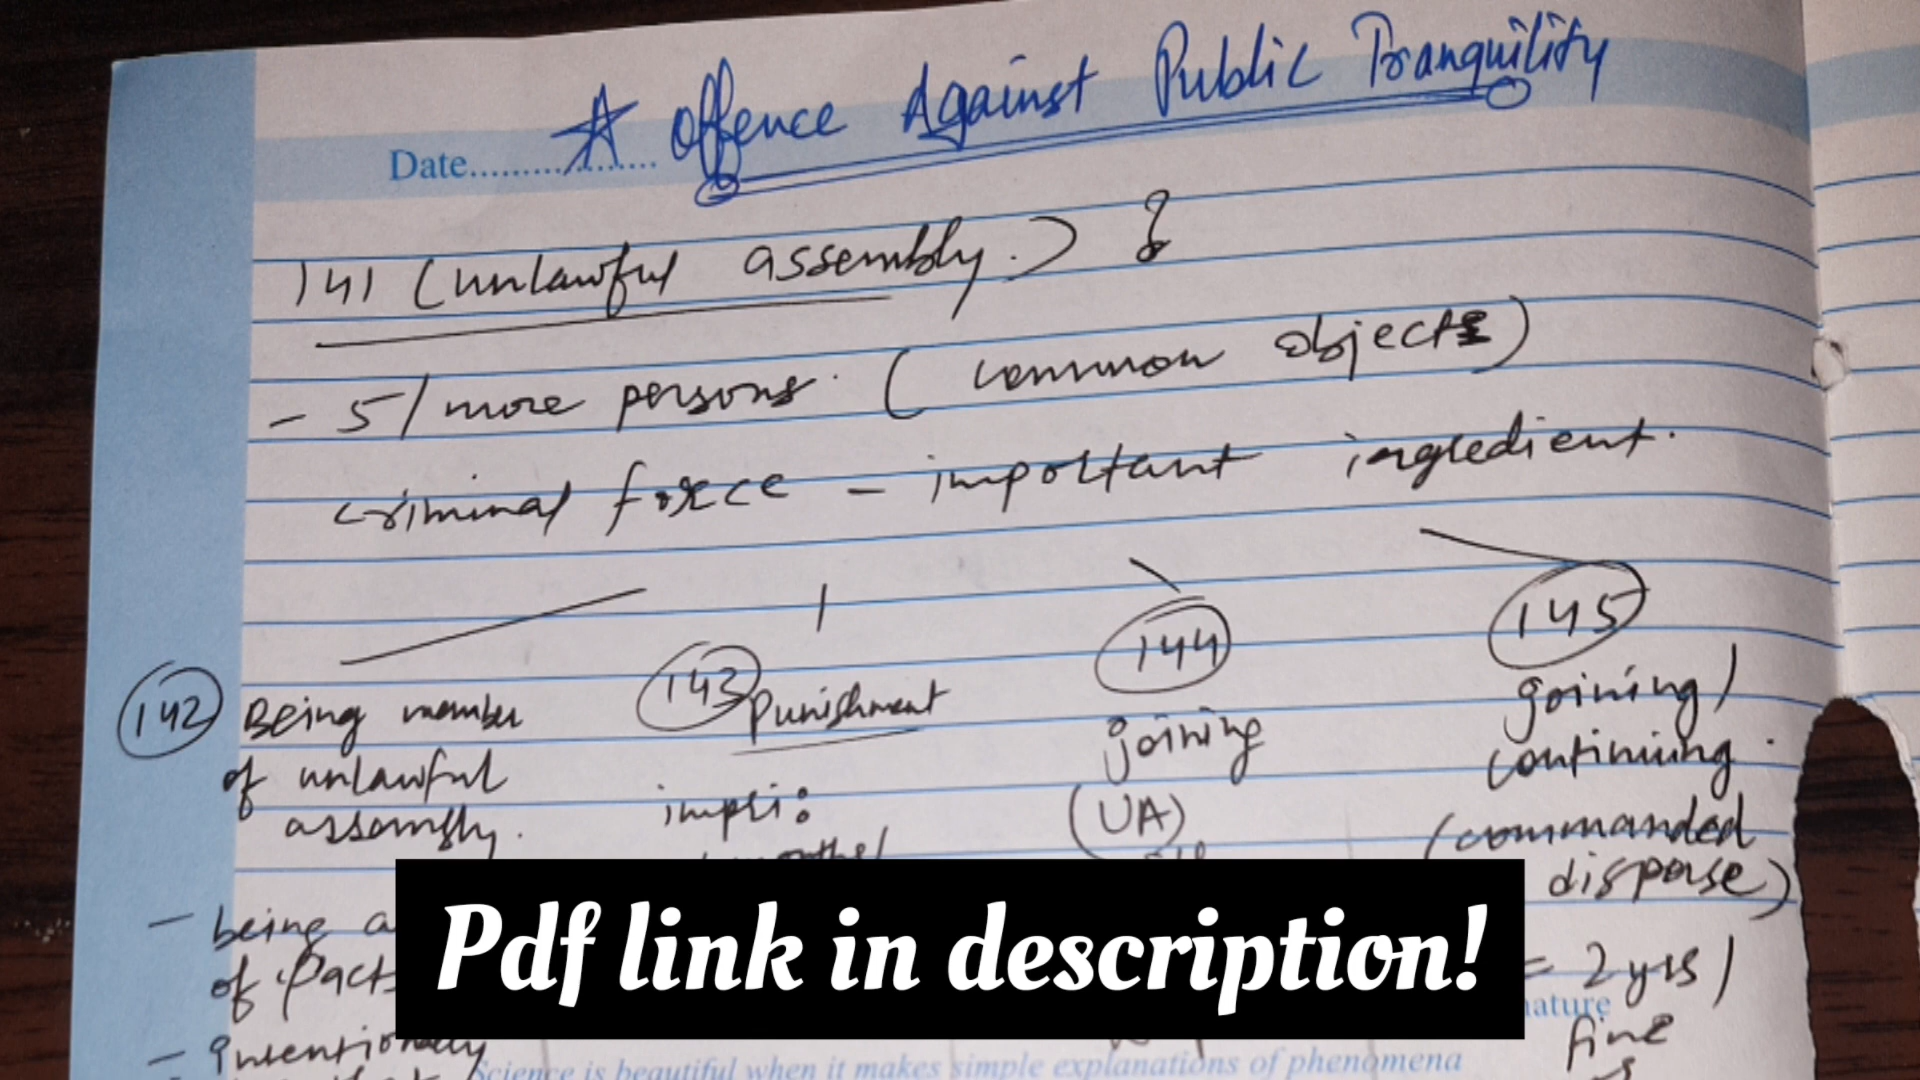 ☆ Offence Against Public Tranquility
Date....................
141 (unlawful assembly.)
- 5/more persons. (common objects)
criminal force - important ingredient.
142 Being member
of unlawful
assembly.
143 Punishment
impri:
144
joining
(UA)
145
joining/
continuing
(commanded
disperse)
= 2 yrs/
fine
- being a
of facts
- Intentionally
Pdf link in description!
Science is beautiful when it makes simple explanations of phenomena